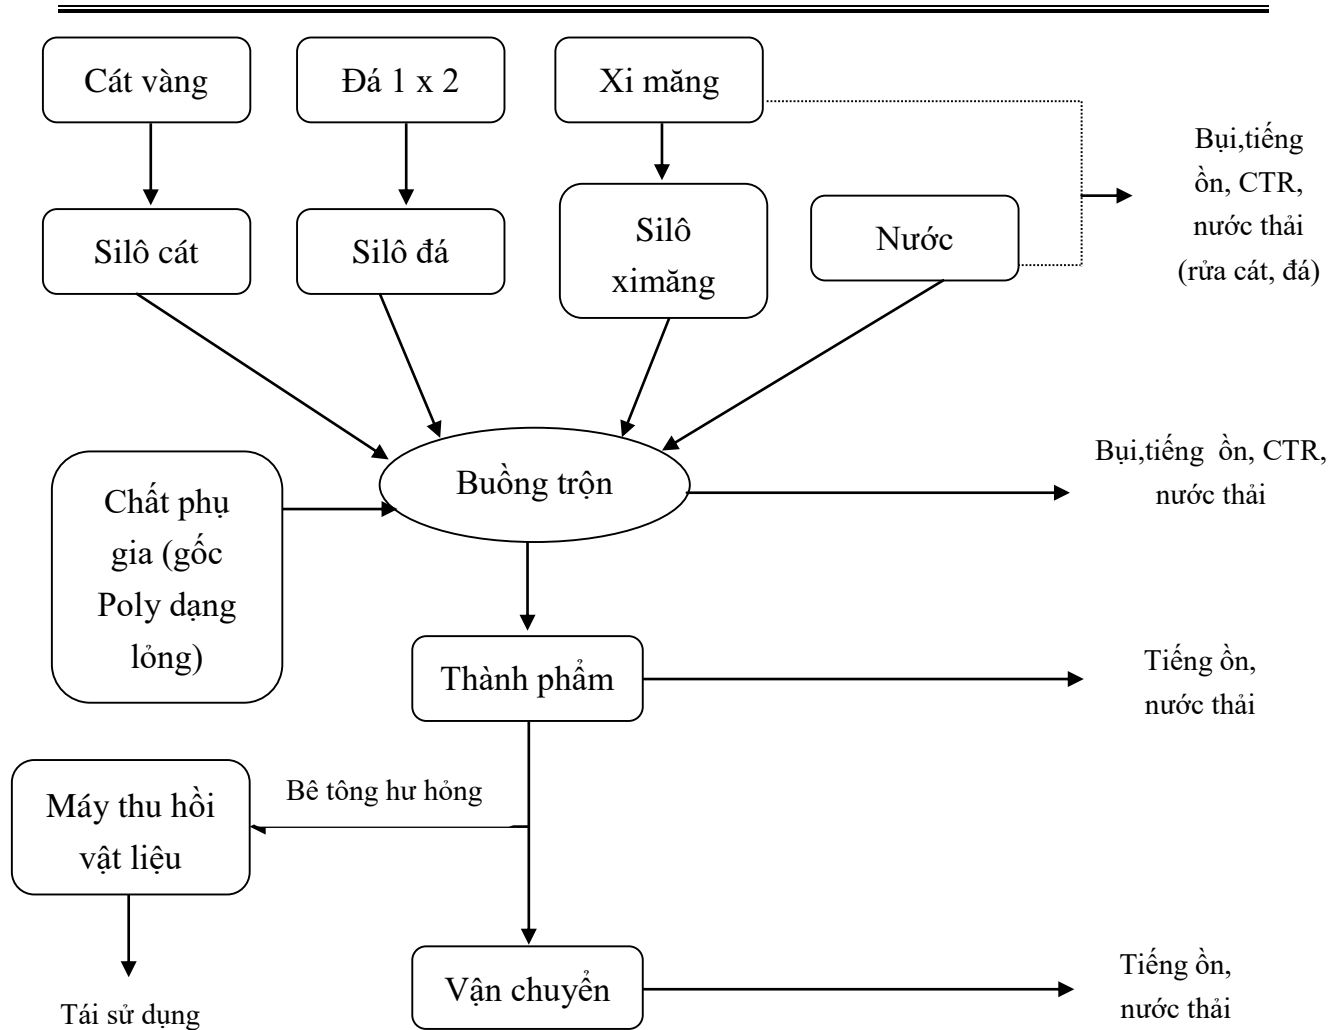 Cát vàng
Đá 1 x 2
Xi măng
Bụi,tiếng
ồn, CTR,
nước thải
(rửa cát, đá)
Silô cát
Silô đá
Silô
ximăng
Nước
Buồng trộn
Bụi,tiếng ồn, CTR,
nước thải
Chất phụ
gia (gốc
Poly dạng
lỏng)
Thành phẩm
Tiếng ồn,
nước thải
Bê tông hư hỏng
Máy thu hồi
vật liệu
Vận chuyển
Tiếng ồn,
nước thải
Tái sử dụng